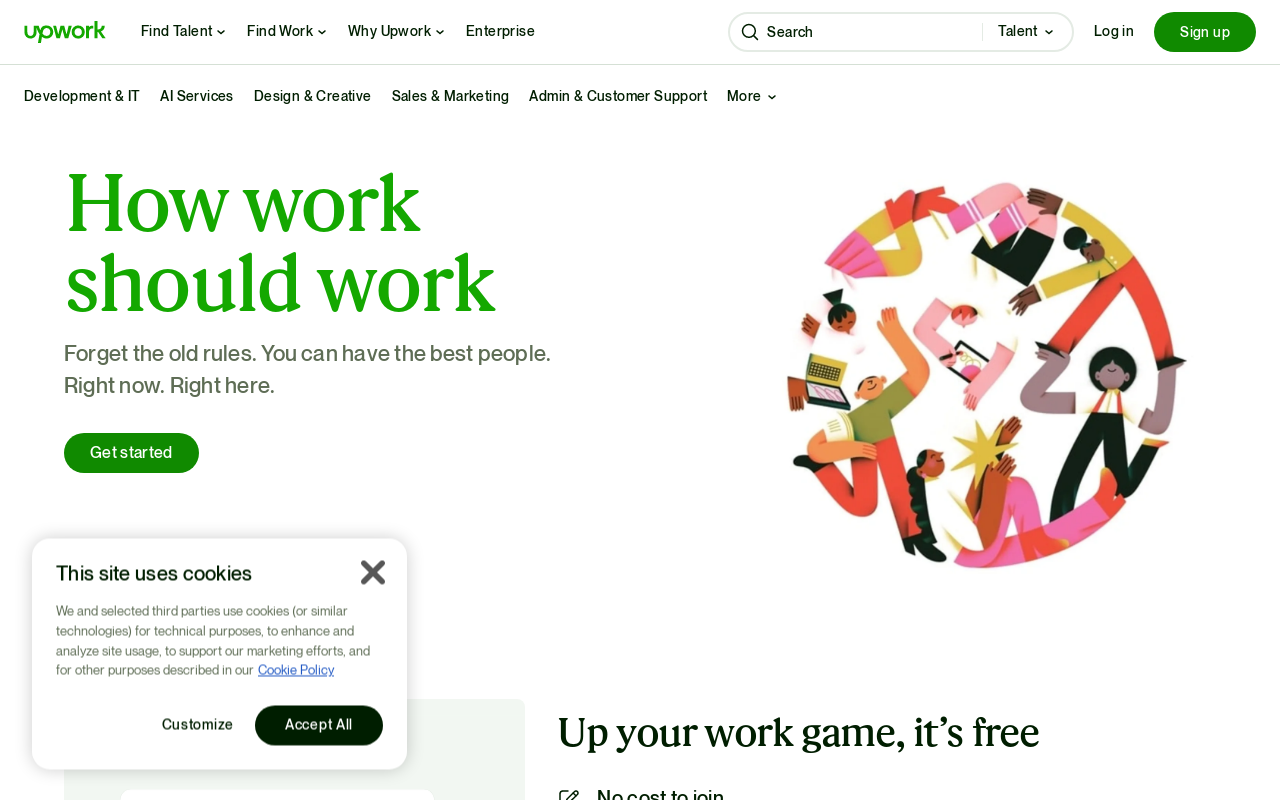 upwork
Find Talent
Find Work
Why Upwork
Enterprise
Search
Talent
Log in
Sign up
Development & IT
AI Services
Design & Creative
Sales & Marketing
Admin & Customer Support
More
How work
should work
Forget the old rules. You can have the best people.
Right now. Right here.
Get started
This site uses cookies
We and selected third parties use cookies (or similar
technologies) for technical purposes, to enhance and
analyze site usage, to support our marketing efforts, and
for other purposes described in our Cookie Policy
Customize
Accept All
Up your work game, it’s free
No cost to join